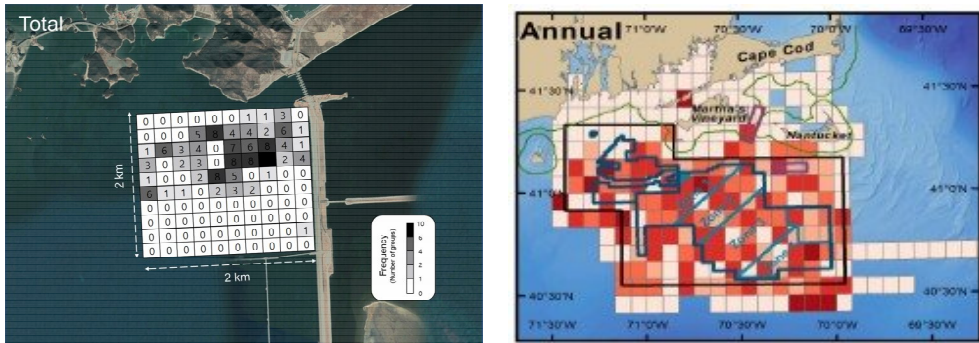 Total
0 0 0 0 0 0 1 1 3 0
0 0 0 5 8 4 4 2 6 1
1 6 3 4 0 7 6 8 4 1
3 0 2 3 0 8 8 2 4
0 0 0 2 8 5 0 1 0 0
6 1 1 0 2 3 2 0 0 0
0 0 0 0 0 0 0 0 0 0
0 0 0 0 0 0 0 0 0 0
0 0 0 0 0 0 0 0 0 1
0 0 0 0 0 0 0 0 0 0
2 km
2 km
Frequency
(Number of groups)
10
8
6
4
2
1
0
Annual
71°0'W
70°30'W
70°0'W
69°30'W
Cape Cod
41°30'N
41°30'N
Martha's
Vineyard
Nantucket
41°0'N
41°0'N
40°30'N
40°30'N
71°30'W
71°0'W
70°30'W
70°0'W
69°30'W